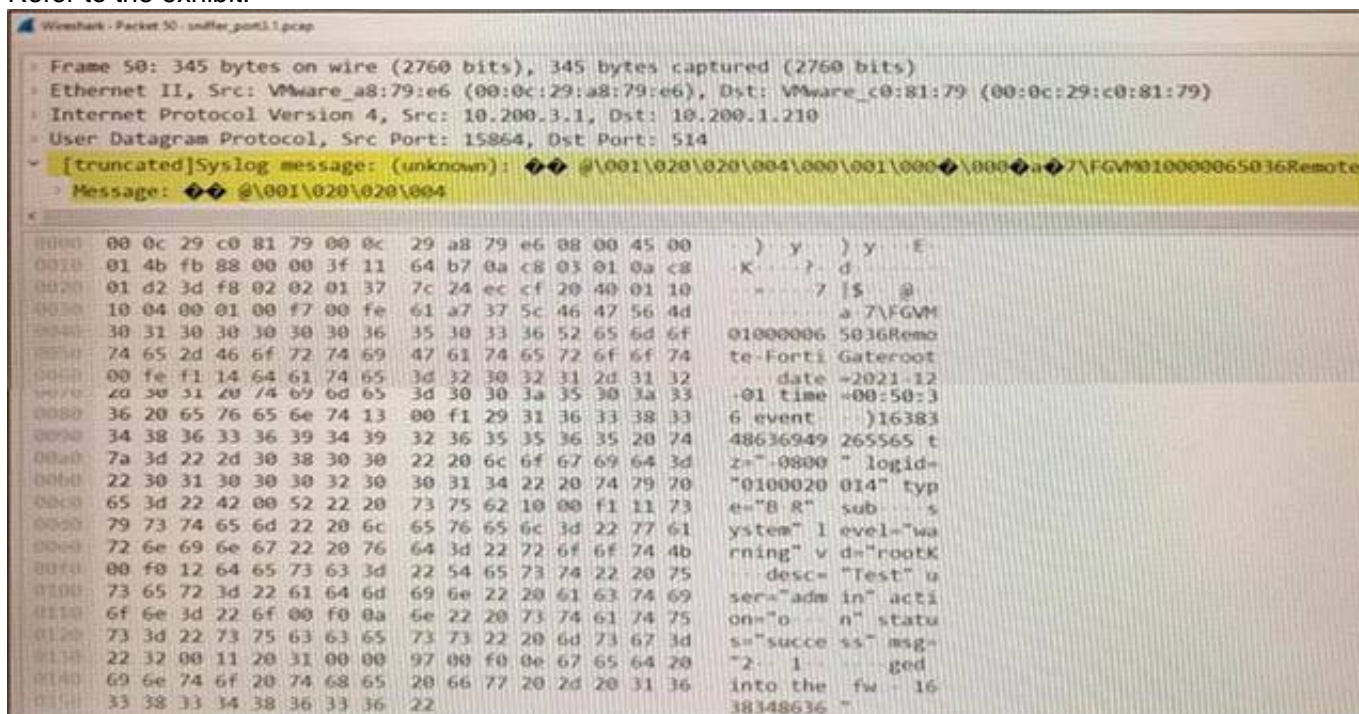 Refer to the exhibit.
Wireshark - Packet 50 - sniffer_port3.1.pcap
Frame 50: 345 bytes on wire (2760 bits), 345 bytes captured (2760 bits)
Ethernet II, Src: VMware_a8:79:e6 (00:0c:29:a8:79:e6), Dst: VMware_c0:81:79 (00:0c:29:c0:81:79)
Internet Protocol Version 4, Src: 10.200.3.1, Dst: 10.200.1.210
User Datagram Protocol, Src Port: 15864, Dst Port: 514
[truncated]Syslog message: (unknown): �� @\001\020\020\004\000\001\000�\000�a�7\FGVM010000065036Remote
Message: �� @\001\020\020\004
0000 00 0c 29 c0 81 79 00 0c 29 a8 79 e6 08 00 45 00 ··)··y·· )·y···E·
0010 01 4b fb 88 00 00 3f 11 64 b7 0a c8 03 01 0a c8 ·K····?· d·······
0020 01 d2 3d f8 02 02 01 37 7c 24 ec cf 20 40 01 10 ··=····7 |$·· @··
0030 10 04 00 01 00 f7 00 fe 61 a7 37 5c 46 47 56 4d ········ a·7\FGVM
0040 30 31 30 30 30 30 30 36 35 30 33 36 52 65 6d 6f 01000006 5036Remo
0050 74 65 2d 46 6f 72 74 69 47 61 74 65 72 6f 6f 74 te-Forti Gateroot
0060 00 fe f1 14 64 61 74 65 3d 32 30 32 31 2d 31 32 ····date =2021-12
0070 2d 30 31 20 74 69 6d 65 3d 30 30 3a 35 30 3a 33 -01 time =00:50:3
0080 36 20 65 76 65 6e 74 13 00 f1 29 31 36 33 38 33 6 event· ··)16383
0090 34 38 36 33 36 39 34 39 32 36 35 35 36 35 20 74 48636949 265565 t
00a0 7a 3d 22 2d 30 38 30 30 22 20 6c 6f 67 69 64 3d z="-0800 " logid=
00b0 22 30 31 30 30 30 32 30 30 31 34 22 20 74 79 70 "0100020 014" typ
00c0 65 3d 22 42 00 52 22 20 73 75 62 10 00 f1 11 73 e="B·R"  sub····s
00d0 79 73 74 65 6d 22 20 6c 65 76 65 6c 3d 22 77 61 ystem" l evel="wa
00e0 72 6e 69 6e 67 22 20 76 64 3d 22 72 6f 6f 74 4b rning" v d="rootK
00f0 00 f0 12 64 65 73 63 3d 22 54 65 73 74 22 20 75 ···desc= "Test" u
0100 73 65 72 3d 22 61 64 6d 69 6e 22 20 61 63 74 69 ser="adm in" acti
0110 6f 6e 3d 22 6f 00 f0 0a 6e 22 20 73 74 61 74 75 on="o··· n" statu
0120 73 3d 22 73 75 63 63 65 73 73 22 20 6d 73 67 3d s="succe ss" msg=
0130 22 32 00 11 20 31 00 00 97 00 f0 0e 67 65 64 20 "2·· 1·· ····ged
0140 69 6e 74 6f 20 74 68 65 20 66 77 20 2d 20 31 36 into the  fw - 16
0150 33 38 33 34 38 36 33 36 22 38348636 "